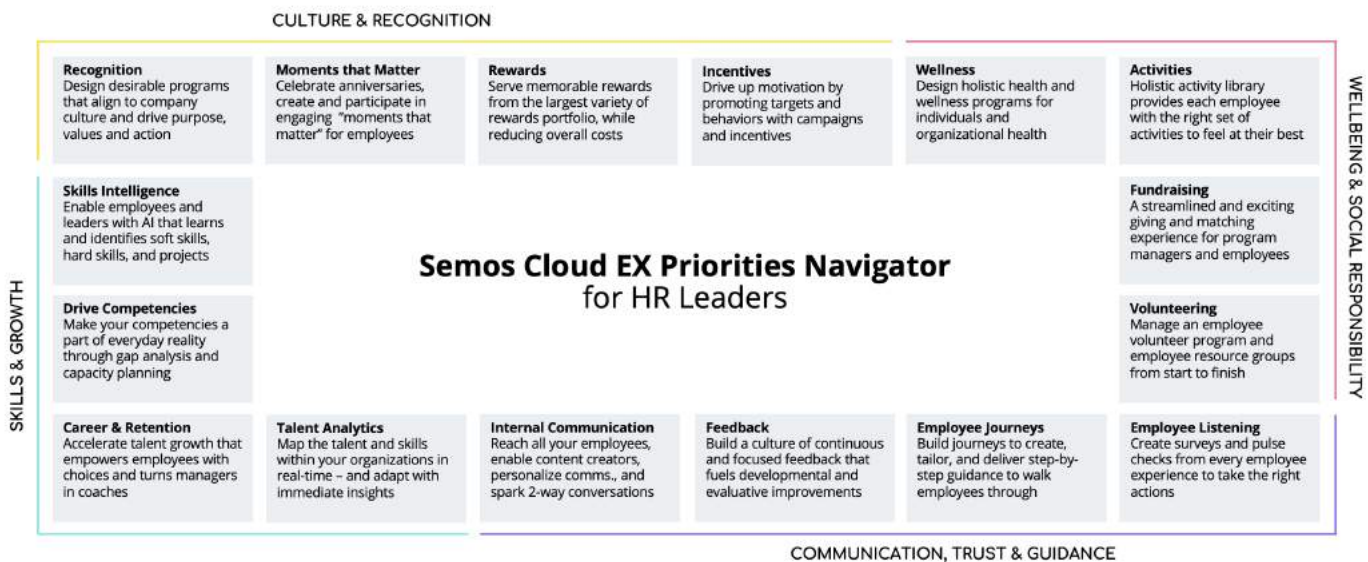 CULTURE & RECOGNITION
Recognition
Design desirable programs
that align to company
culture and drive purpose,
values and action
Moments that Matter
Celebrate anniversaries,
create and participate in
engaging "moments that
matter" for employees
Rewards
Serve memorable rewards
from the largest variety of
rewards portfolio, while
reducing overall costs
Incentives
Drive up motivation by
promoting targets and
behaviors with campaigns
and incentives
Wellness
Design holistic health and
wellness programs for
individuals and
organizational health
Activities
Holistic activity library
provides each employee
with the right set of
activities to feel at their best
WELLBEING & SOCIAL RESPONSIBILITY
Skills Intelligence
Enable employees and
leaders with AI that learns
and identifies soft skills,
hard skills, and projects
Fundraising
A streamlined and exciting
giving and matching
experience for program
managers and employees
Semos Cloud EX Priorities Navigator
for HR Leaders
SKILLS & GROWTH
Drive Competencies
Make your competencies a
part of everyday reality
through gap analysis and
capacity planning
Volunteering
Manage an employee
volunteer program and
employee resource groups
from start to finish
Career & Retention
Accelerate talent growth that
empowers employees with
choices and turns managers
in coaches
Talent Analytics
Map the talent and skills
within your organizations in
real-time – and adapt with
immediate insights
Internal Communication
Reach all your employees,
enable content creators,
personalize comms., and
spark 2-way conversations
Feedback
Build a culture of continuous
and focused feedback that
fuels developmental and
evaluative improvements
Employee Journeys
Build journeys to create,
tailor, and deliver step-by-
step guidance to walk
employees through
Employee Listening
Create surveys and pulse
checks from every employee
experience to take the right
actions
COMMUNICATION, TRUST & GUIDANCE